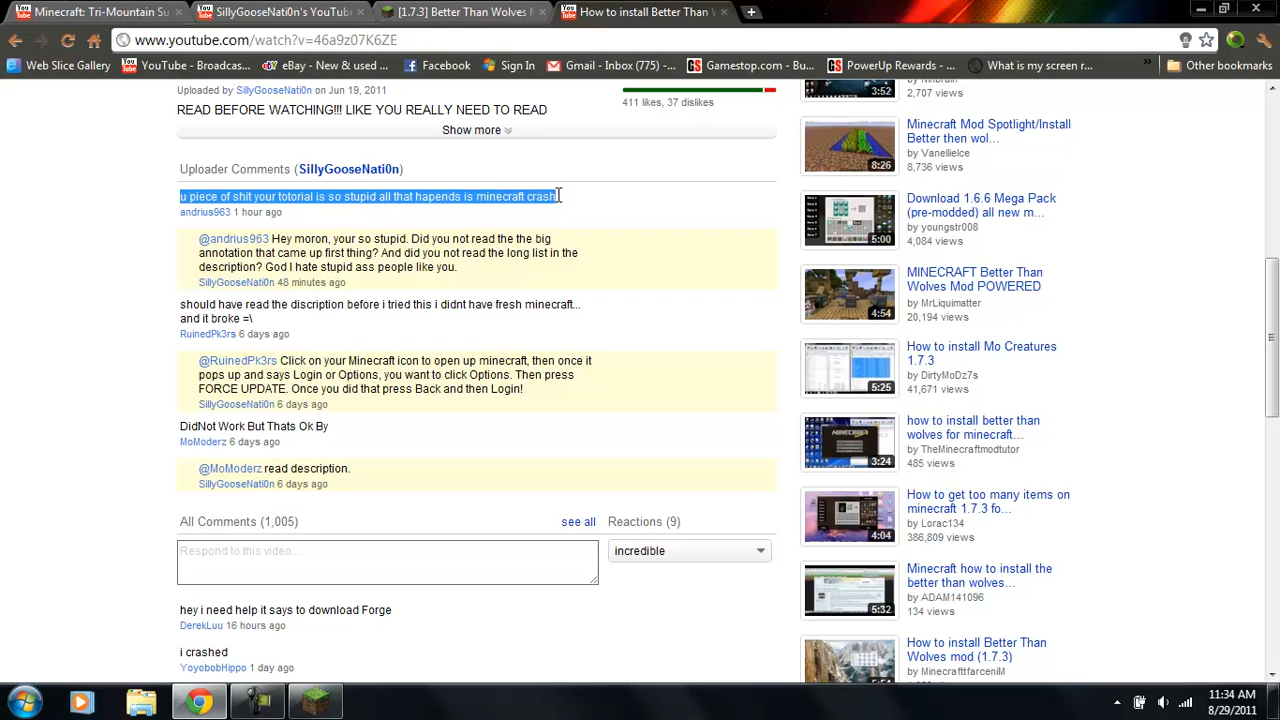 Minecraft: Tri-Mountain Su
SillyGooseNati0n's YouTube
[1.7.3] Better Than Wolves M
How to install Better Than W
www.youtube.com/watch?v=46a9z07K6ZE
Web Slice Gallery
YouTube - Broadcas...
eBay - New & used ...
Facebook
Sign In
Gmail - Inbox (775) -...
Gamestop.com - Bu...
PowerUp Rewards - ...
What is my screen r...
Other bookmarks
Uploaded by SillyGooseNati0n on Jun 19, 2011
411 likes, 37 dislikes
READ BEFORE WATCHING!!! LIKE YOU REALLY NEED TO READ
Show more
Uploader Comments (SillyGooseNati0n)
u piece of shit your totorial is so stupid all that hapends is minecraft crash
andrius963 1 hour ago
@andrius963 Hey moron, your so stupid. Did you not read the the big
annotation that came up first thing? And did you not read the long list in the
description? God I hate stupid ass people like you.
SillyGooseNati0n 48 minutes ago
should have read the discription before i tried this i didnt have fresh minecraft...
and it broke =\
RuinedPk3rs 6 days ago
@RuinedPk3rs Click on your Minecraft icon to open up minecraft, then once it
pops up and says Login or Options, you want to click Options. Then press
FORCE UPDATE. Once you did that press Back and then Login!
SillyGooseNati0n 6 days ago
DidNot Work But Thats Ok By
MoModerz 6 days ago
@MoModerz read description.
SillyGooseNati0n 6 days ago
All Comments (1,005)
see all
Respond to this video...
hey i need help it says to download Forge
DerekLuu 16 hours ago
i crashed
YoyobobHippo 1 day ago
Reactions (9)
incredible
3:52
2,707 views
8:26
Minecraft Mod Spotlight/Install
Better then wol...
by Vanellielce
8,736 views
5:00
Download 1.6.6 Mega Pack
(pre-modded) all new m...
by youngstr008
4,084 views
4:54
MINECRAFT Better Than
Wolves Mod POWERED
by MrLiquimatter
20,194 views
5:25
How to install Mo Creatures
1.7.3
by DirtyMoDz7s
41,671 views
3:24
how to install better than
wolves for minecraft...
by TheMinecraftmodtutor
485 views
4:04
How to get too many items on
minecraft 1.7.3 fo...
by Lorac134
386,809 views
5:32
Minecraft how to install the
better than wolves...
by ADAM141096
134 views
How to install Better Than
Wolves mod (1.7.3)
by MinecrafttfarceniM
11:34 AM
8/29/2011